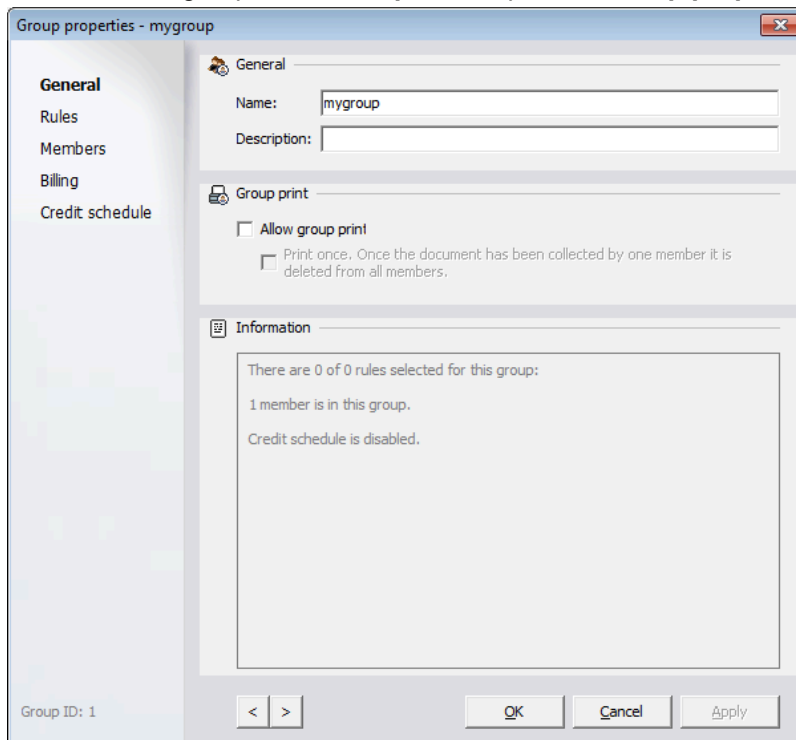 Group properties - mygroup
General
Rules
Members
Billing
Credit schedule
General
Name: mygroup
Description:
Group print
Allow group print
Print once. Once the document has been collected by one member it is
deleted from all members.
Information
There are 0 of 0 rules selected for this group:
1 member is in this group.
Credit schedule is disabled.
Group ID: 1
< >
OK Cancel Apply